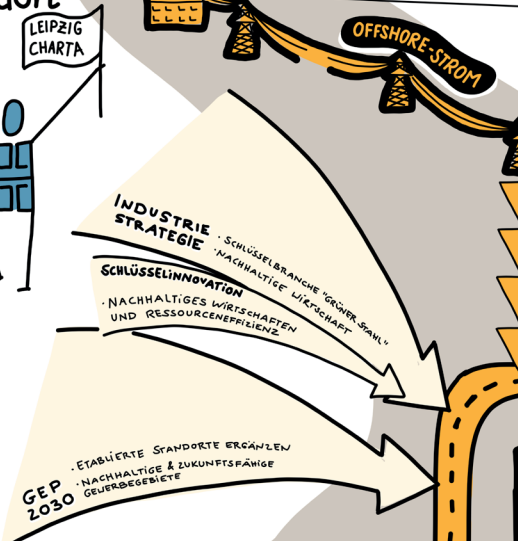 LEIPZIG
CHARTA
OFFSHORE-STROM
INDUSTRIE
STRATEGIE
· SCHLÜSSELBRANCHE "GRÜNER STAHL"
· NACHHALTIGE WIRTSCHAFT
SCHLÜSSELINNOVATION
· NACHHALTIGES WIRTSCHAFTEN
UND RESSOURCENEFFIZIENZ
GEP
2030
· ETABLIERTE STANDORTE ERGÄNZEN
· NACHHALTIGE & ZUKUNFTSFÄHIGE
GEWERBEGEBIETE